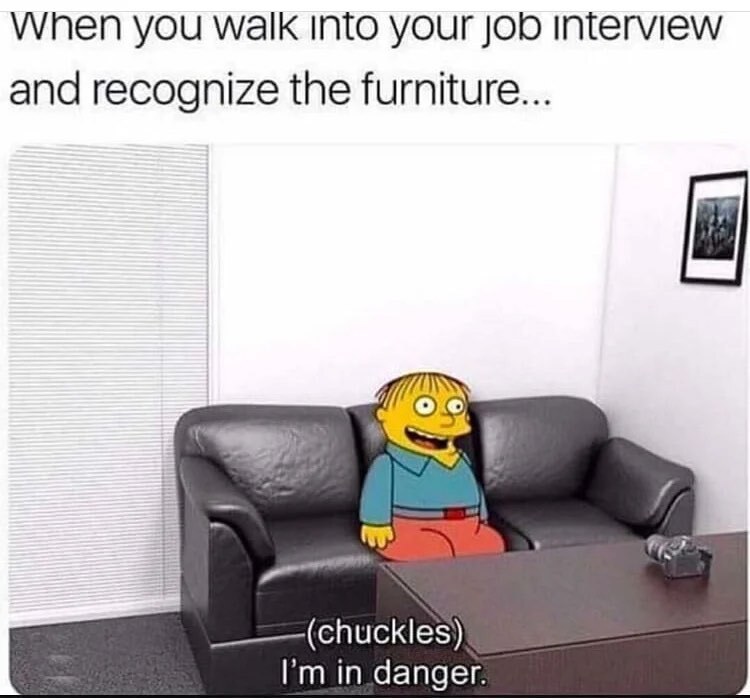 When you walk into your job interview
and recognize the furniture...
(chuckles)
I'm in danger.